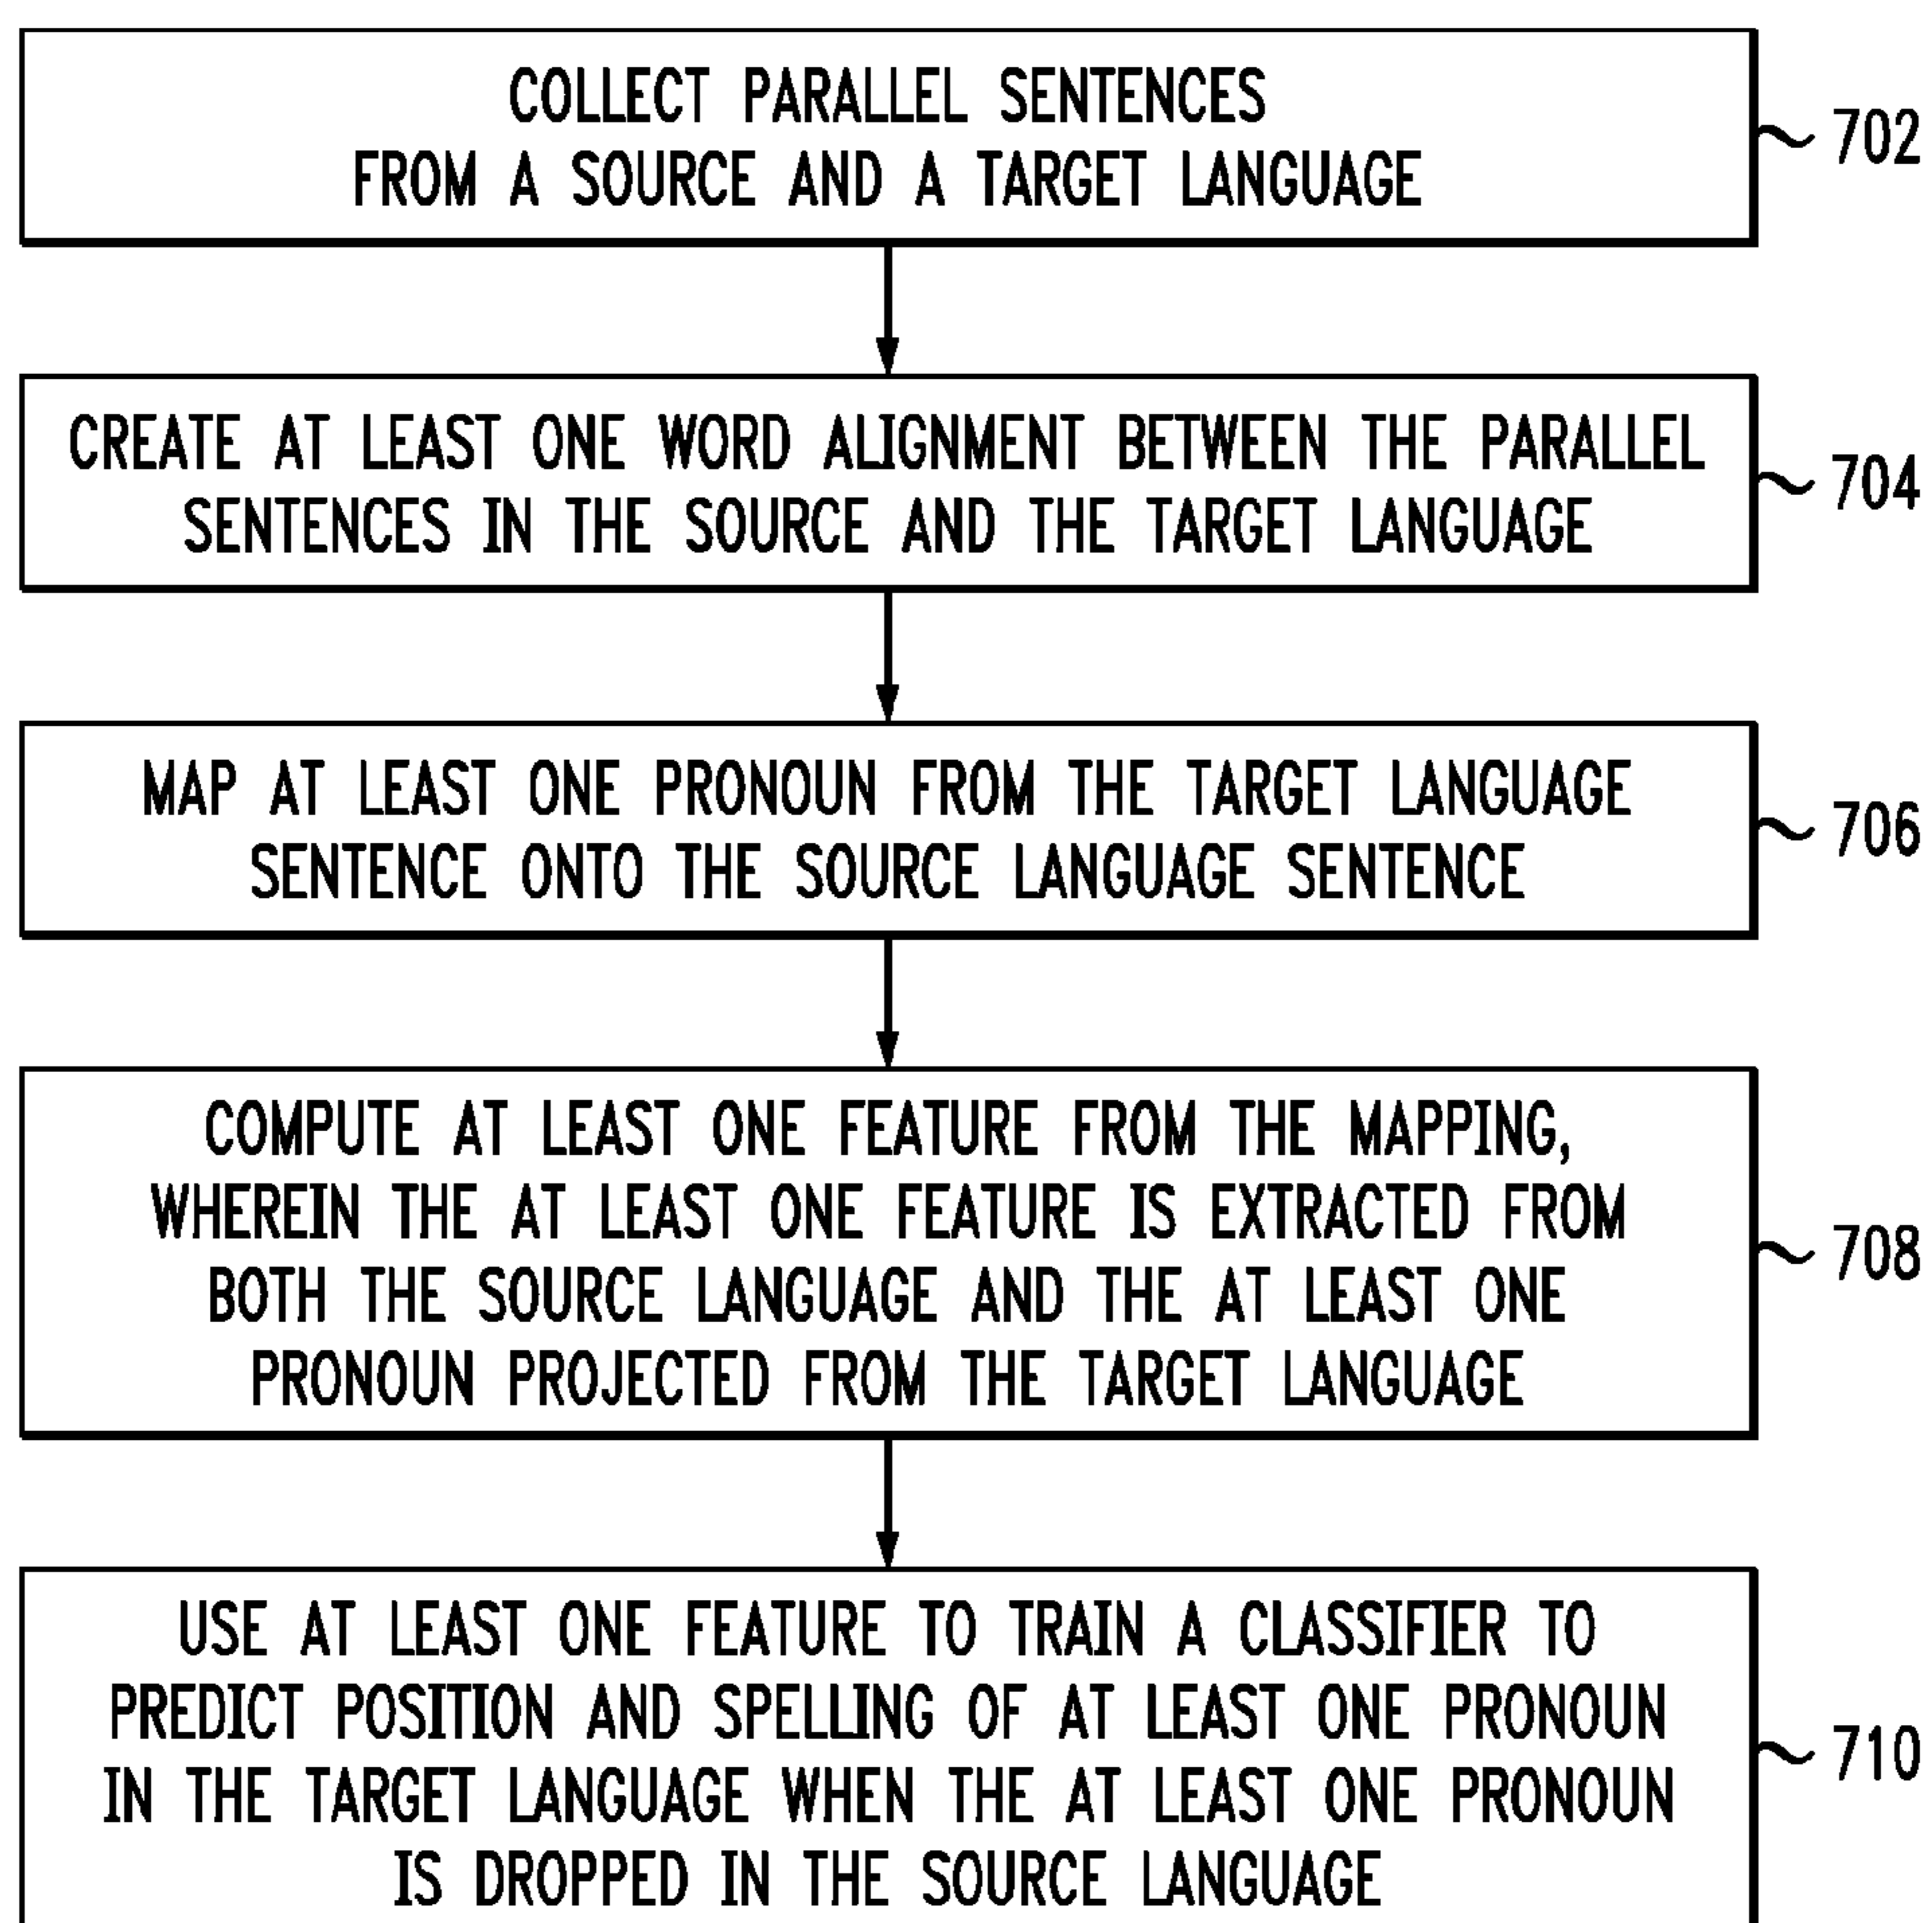 COLLECT PARALLEL SENTENCES
FROM A SOURCE AND A TARGET LANGUAGE
702
CREATE AT LEAST ONE WORD ALIGNMENT BETWEEN THE PARALLEL
SENTENCES IN THE SOURCE AND THE TARGET LANGUAGE
704
MAP AT LEAST ONE PRONOUN FROM THE TARGET LANGUAGE
SENTENCE ONTO THE SOURCE LANGUAGE SENTENCE
706
COMPUTE AT LEAST ONE FEATURE FROM THE MAPPING,
WHEREIN THE AT LEAST ONE FEATURE IS EXTRACTED FROM
BOTH THE SOURCE LANGUAGE AND THE AT LEAST ONE
PRONOUN PROJECTED FROM THE TARGET LANGUAGE
708
USE AT LEAST ONE FEATURE TO TRAIN A CLASSIFIER TO
PREDICT POSITION AND SPELLING OF AT LEAST ONE PRONOUN
IN THE TARGET LANGUAGE WHEN THE AT LEAST ONE PRONOUN
IS DROPPED IN THE SOURCE LANGUAGE
710